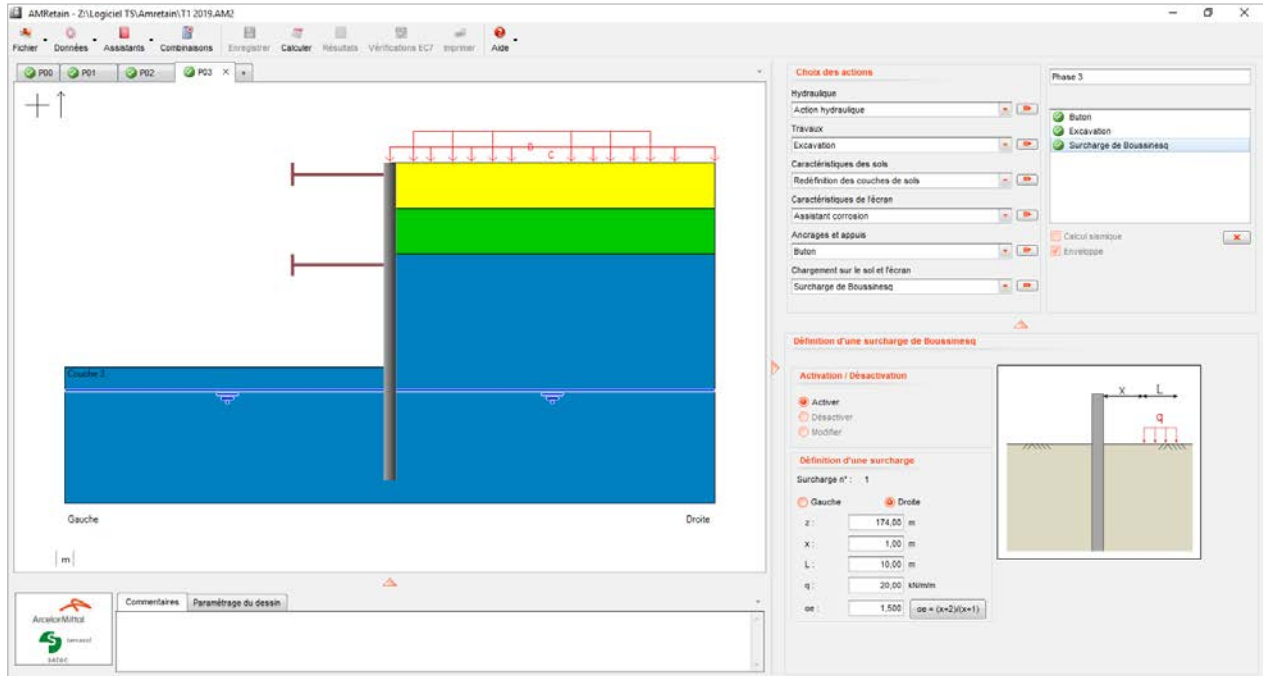 AMRetain - Z:\Logiciel TS\Amretain\T1 2019.AM2
Fichier Données Assistants Combinaisons Enregistrer Calculer Résultats Vérifications EC7 Imprimer Aide
P00 P01 P02 P03 × +
B
C
Couche 3
Gauche Droite
m
Commentaires Paramétrage du dessin
ArcelorMittal
terrasol
setec
Choix des actions
Hydraulique
Action hydraulique
Travaux
Excavation
Caractéristiques des sols
Redéfinition des couches de sols
Caractéristiques de l'écran
Assistant corrosion
Ancrages et appuis
Buton
Chargement sur le sol et l'écran
Surcharge de Boussinesq
Phase 3
Buton
Excavation
Surcharge de Boussinesq
Calcul sismique
Enveloppe
Définition d'une surcharge de Boussinesq
Activation / Désactivation
Activer
Désactiver
Modifier
Définition d'une surcharge
Surcharge n° : 1
Gauche Droite
z : 174,00 m
x : 1,00 m
L : 10,00 m
q : 20,00 kN/m/m
αe : 1,500 αe = (x+2)/(x+1)
x L
q